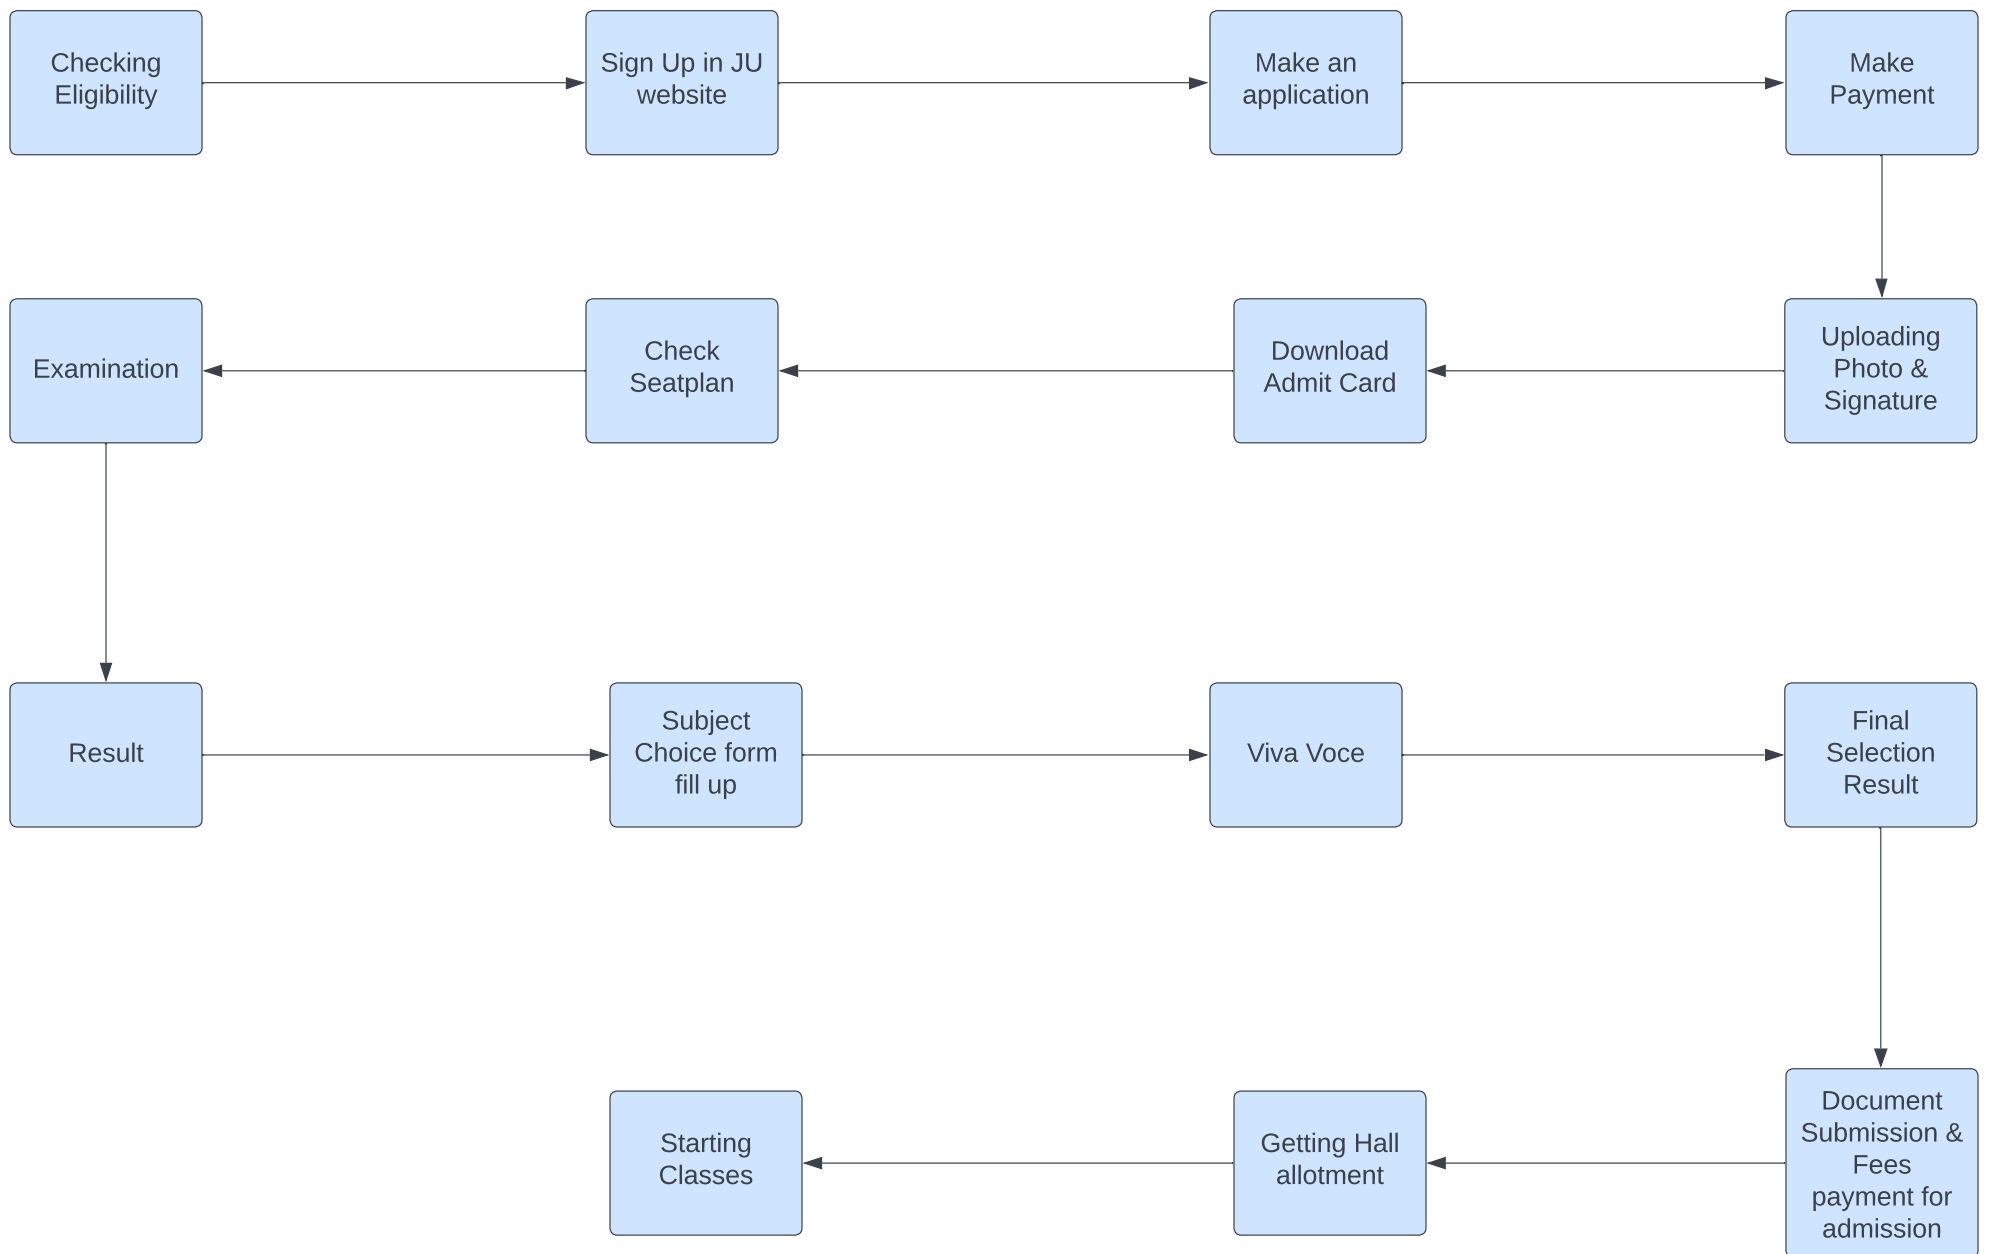 Checking
Eligibility
Sign Up in JU
website
Make an
application
Make
Payment
Uploading
Photo &
Signature
Download
Admit Card
Check
Seatplan
Examination
Result
Subject
Choice form
fill up
Viva Voce
Final
Selection
Result
Document
Submission &
Fees
payment for
admission
Getting Hall
allotment
Starting
Classes